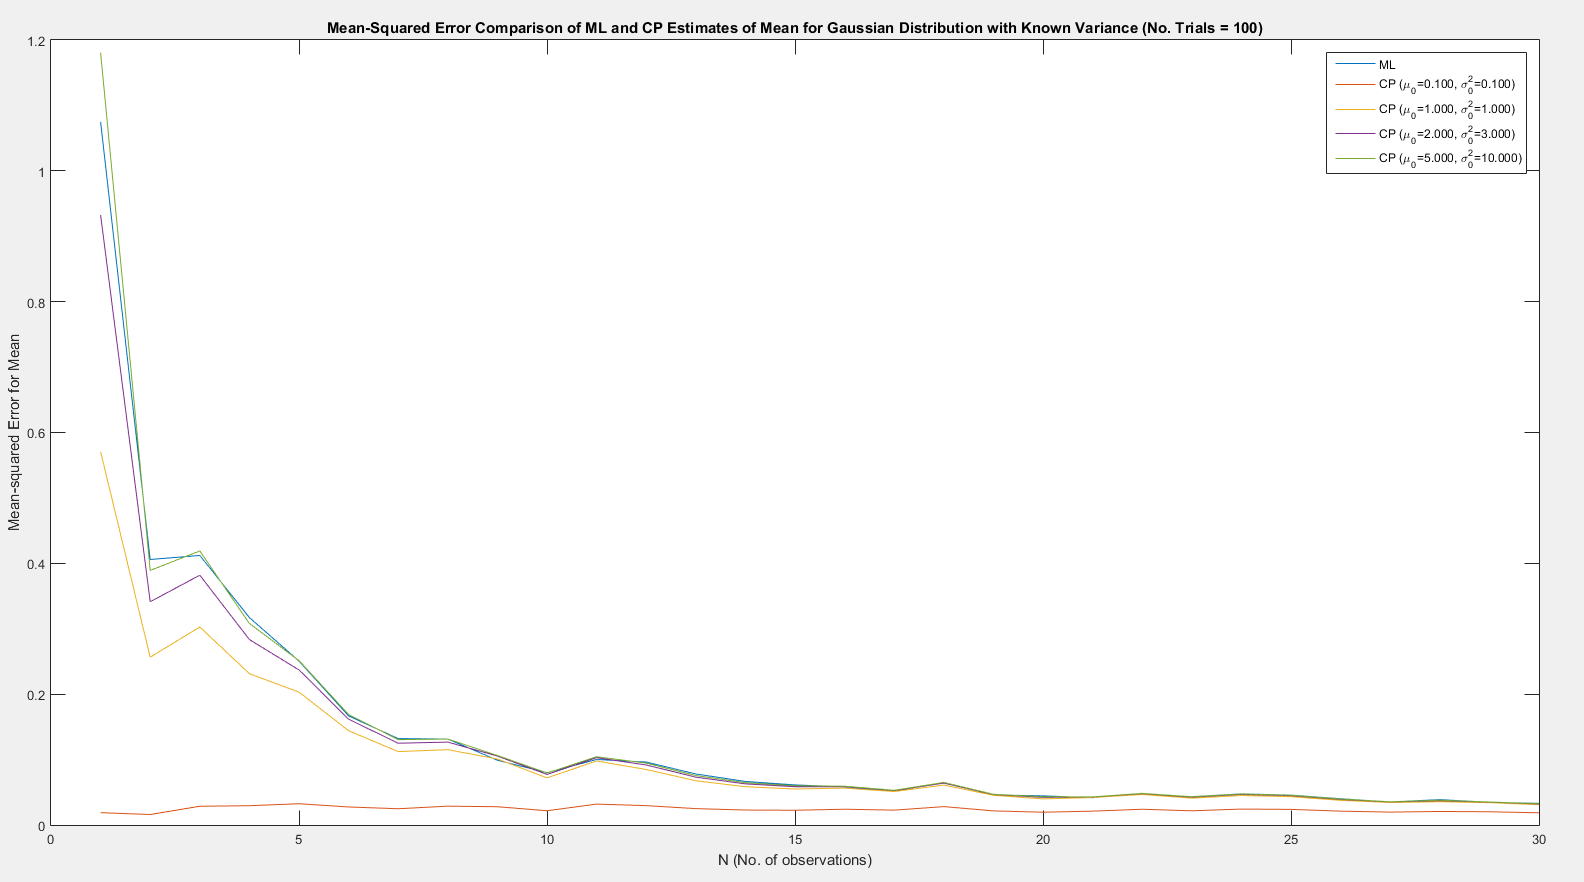 Mean-Squared Error Comparison of ML and CP Estimates of Mean for Gaussian Distribution with Known Variance (No. Trials = 100)
ML
CP (μ₀=0.100, σ₀²=0.100)
CP (μ₀=1.000, σ₀²=1.000)
CP (μ₀=2.000, σ₀²=3.000)
CP (μ₀=5.000, σ₀²=10.000)
Mean-squared Error for Mean
1.2
1
0.8
0.6
0.4
0.2
0
0 5 10 15 20 25 30
N (No. of observations)